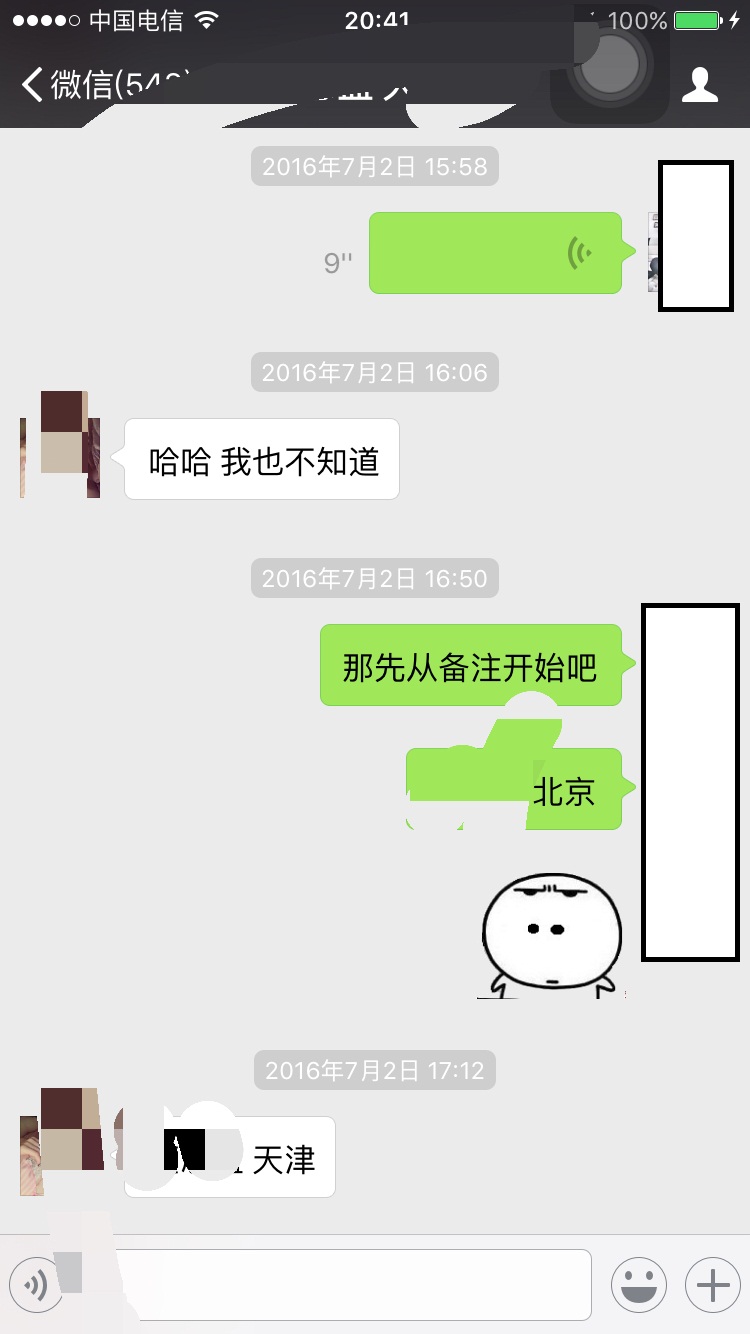 中国电信
20:41
100%
微信(54
2016年7月2日 15:58
9''
2016年7月2日 16:06
哈哈 我也不知道
2016年7月2日 16:50
那先从备注开始吧
北京
2016年7月2日 17:12
天津